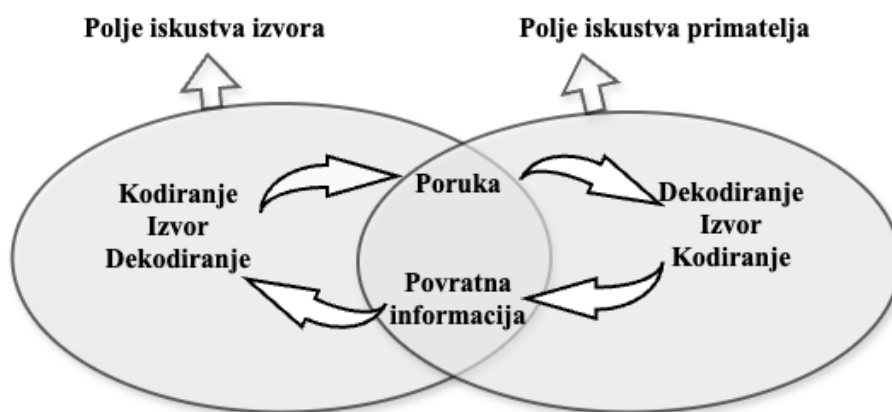 Polje iskustva izvora
Polje iskustva primatelja
Kodiranje
Izvor
Dekodiranje
Poruka
Dekodiranje
Izvor
Kodiranje
Povratna
informacija